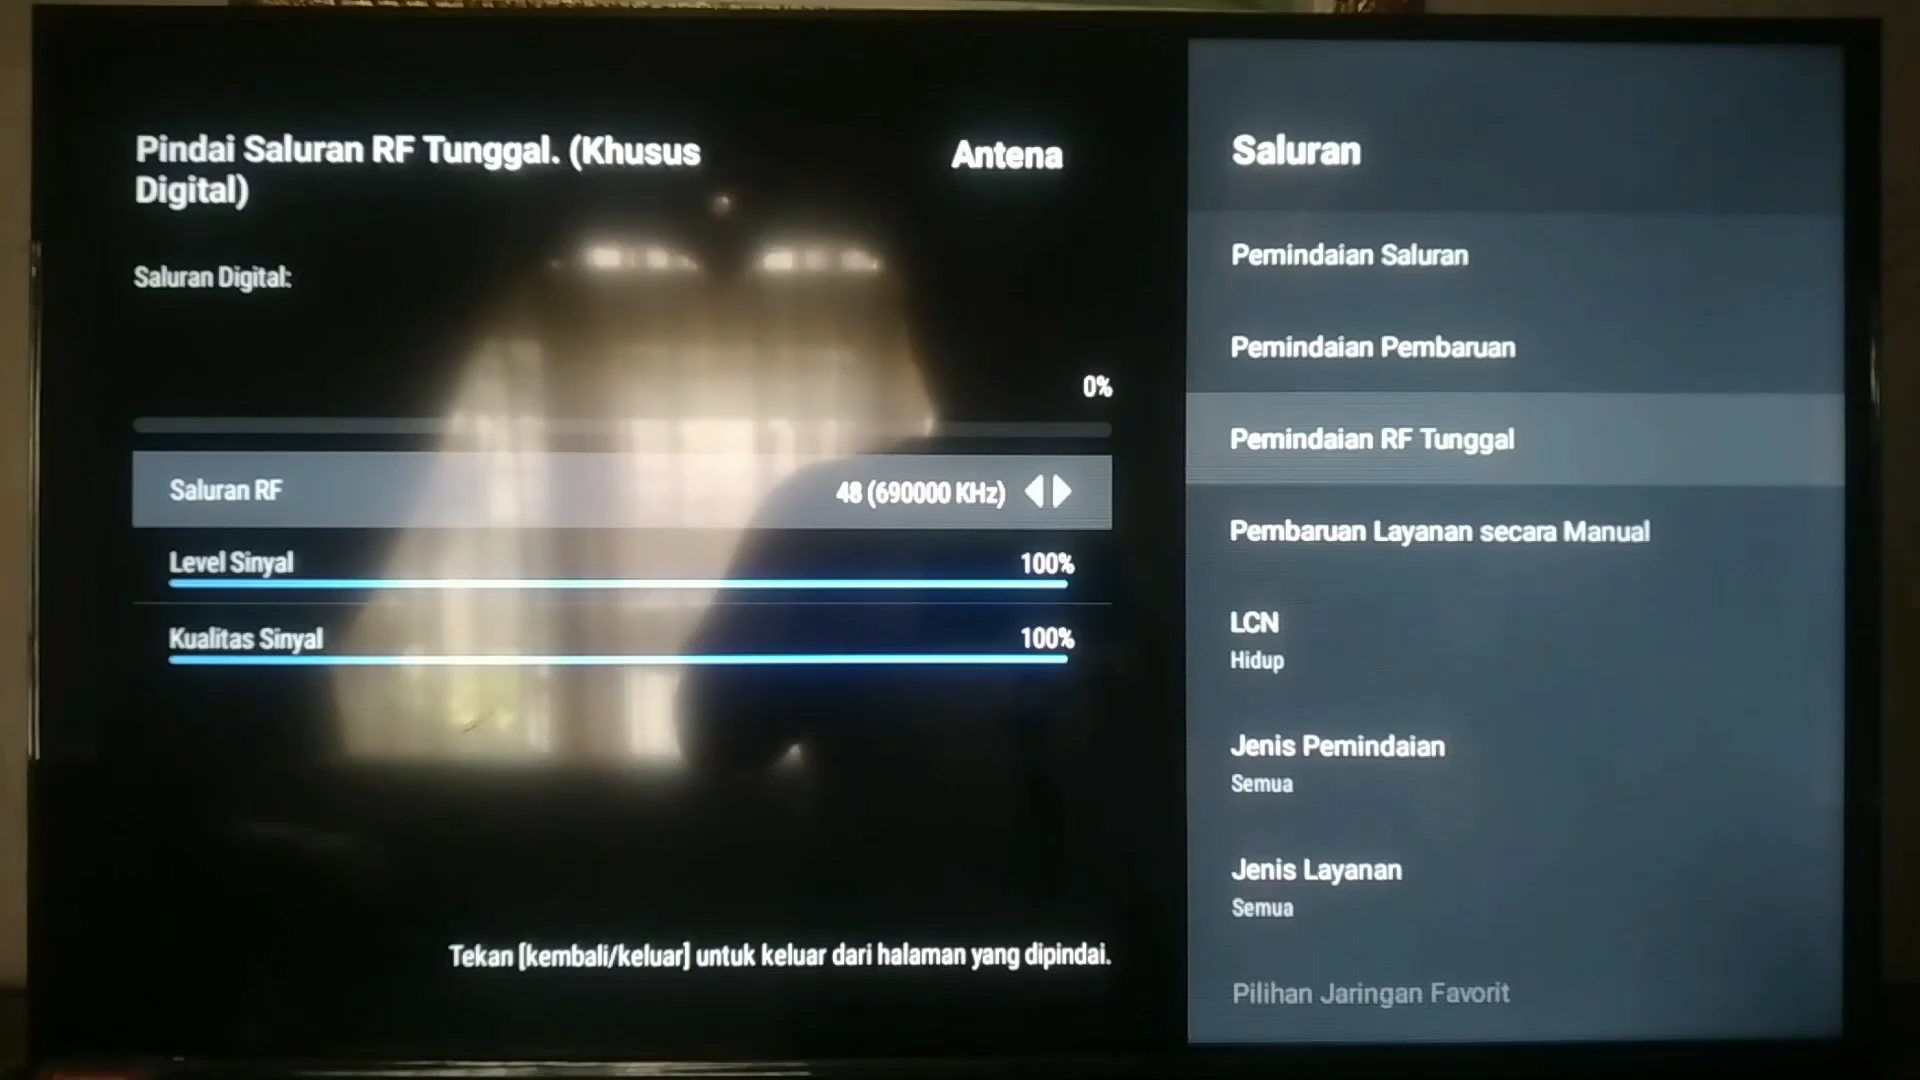 Pindai Saluran RF Tunggal. (Khusus
Digital)
Antena
Saluran Digital:
0%
Saluran RF
48 (690000 KHz)
Level Sinyal
100%
Kualitas Sinyal
100%
Tekan [kembali/keluar] untuk keluar dari halaman yang dipindai.
Saluran
Pemindaian Saluran
Pemindaian Pembaruan
Pemindaian RF Tunggal
Pembaruan Layanan secara Manual
LCN
Hidup
Jenis Pemindaian
Semua
Jenis Layanan
Semua
Pilihan Jaringan Favorit